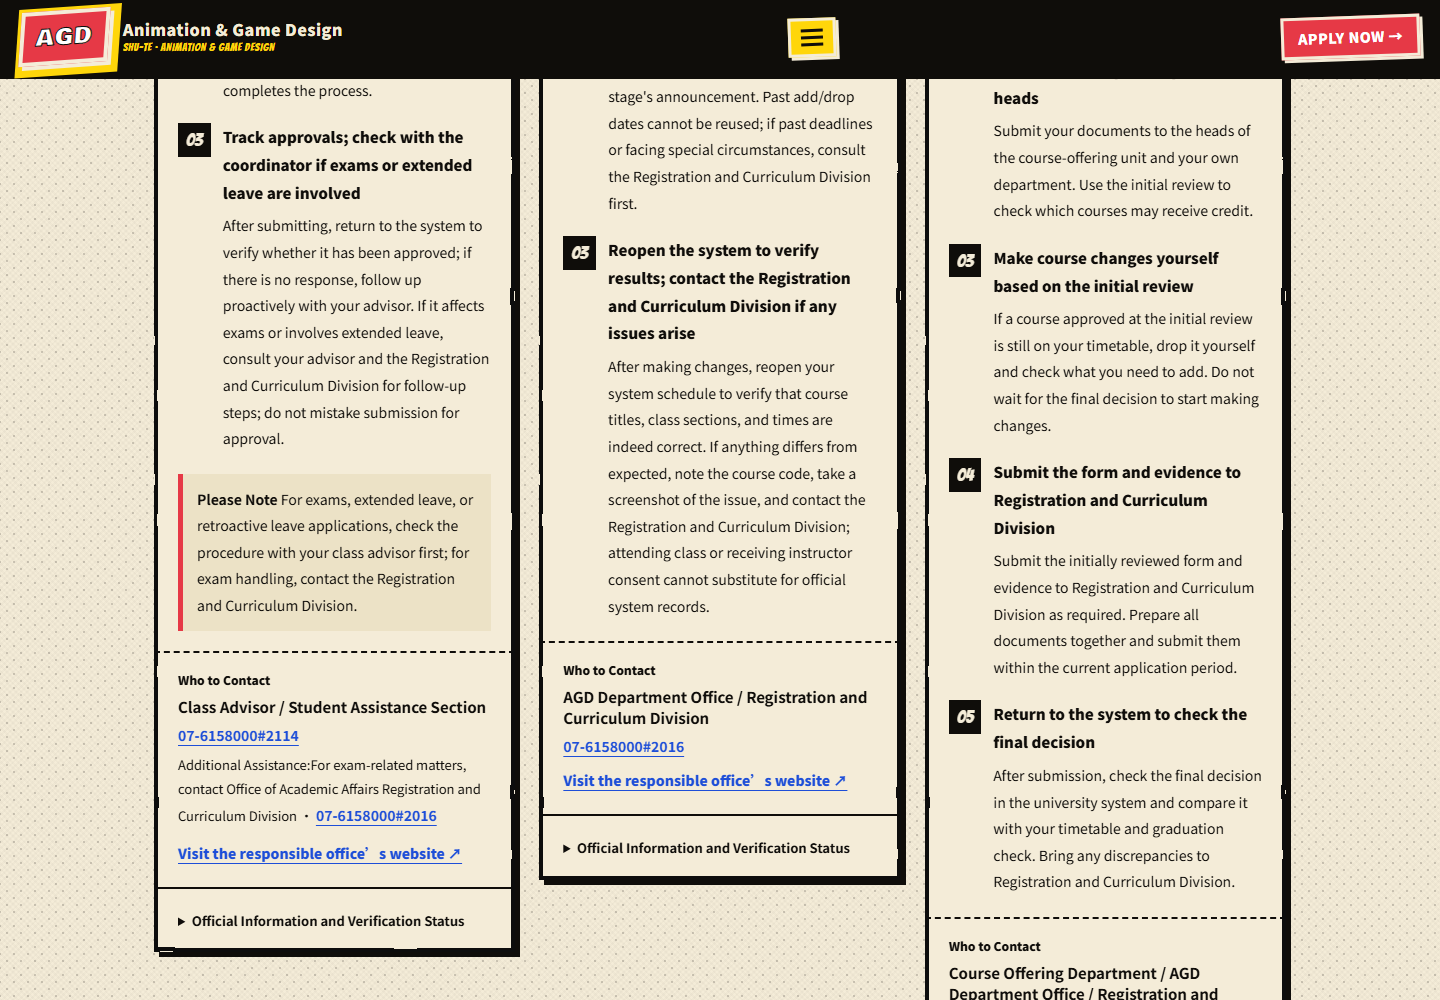 AGD
Animation & Game Design
SHU-TE · ANIMATION & GAME DESIGN
APPLY NOW →
completes the process.
03
Track approvals; check with the
coordinator if exams or extended
leave are involved
After submitting, return to the system to
verify whether it has been approved; if
there is no response, follow up
proactively with your advisor. If it affects
exams or involves extended leave,
consult your advisor and the Registration
and Curriculum Division for follow-up
steps; do not mistake submission for
approval.
Please Note For exams, extended leave, or
retroactive leave applications, check the
procedure with your class advisor first; for
exam handling, contact the Registration
and Curriculum Division.
Who to Contact
Class Advisor / Student Assistance Section
07-6158000#2114
Additional Assistance:For exam-related matters,
contact Office of Academic Affairs Registration and
Curriculum Division ・ 07-6158000#2016
Visit the responsible office’s website ↗
▶ Official Information and Verification Status
stage's announcement. Past add/drop
dates cannot be reused; if past deadlines
or facing special circumstances, consult
the Registration and Curriculum Division
first.
03
Reopen the system to verify
results; contact the Registration
and Curriculum Division if any
issues arise
After making changes, reopen your
system schedule to verify that course
titles, class sections, and times are
indeed correct. If anything differs from
expected, note the course code, take a
screenshot of the issue, and contact the
Registration and Curriculum Division;
attending class or receiving instructor
consent cannot substitute for official
system records.
Who to Contact
AGD Department Office / Registration and
Curriculum Division
07-6158000#2016
Visit the responsible office’s website ↗
▶ Official Information and Verification Status
heads
Submit your documents to the heads of
the course-offering unit and your own
department. Use the initial review to
check which courses may receive credit.
03
Make course changes yourself
based on the initial review
If a course approved at the initial review
is still on your timetable, drop it yourself
and check what you need to add. Do not
wait for the final decision to start making
changes.
04
Submit the form and evidence to
Registration and Curriculum
Division
Submit the initially reviewed form and
evidence to Registration and Curriculum
Division as required. Prepare all
documents together and submit them
within the current application period.
05
Return to the system to check the
final decision
After submission, check the final decision
in the university system and compare it
with your timetable and graduation
check. Bring any discrepancies to
Registration and Curriculum Division.
Who to Contact
Course Offering Department / AGD
Department Office / Registration and